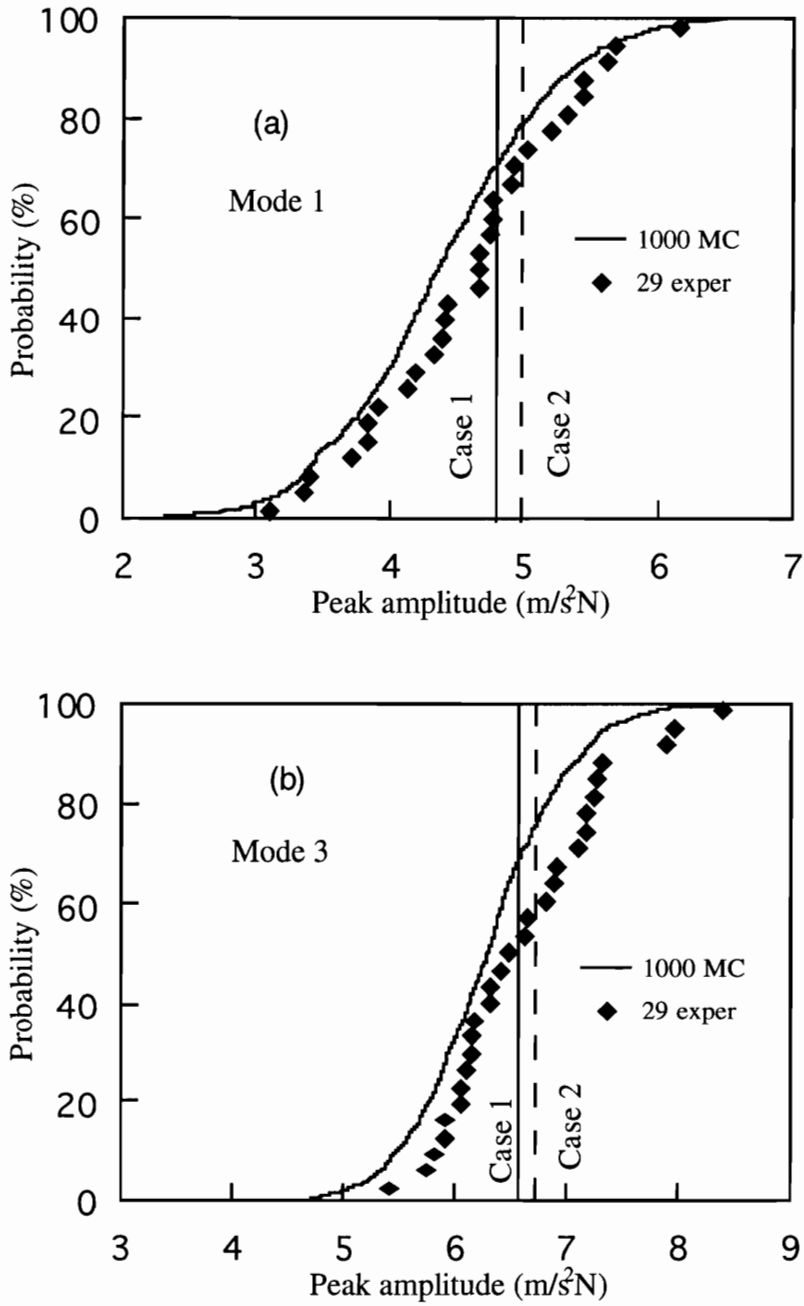 100
80
60
40
20
0
Probability (%)
(a)
Mode 1
1000 MC
29 exper
Case 1
Case 2
2 3 4 5 6 7
Peak amplitude (m/s²N)
100
80
60
40
20
0
Probability (%)
(b)
Mode 3
1000 MC
29 exper
Case 1
Case 2
3 4 5 6 7 8 9
Peak amplitude (m/s²N)